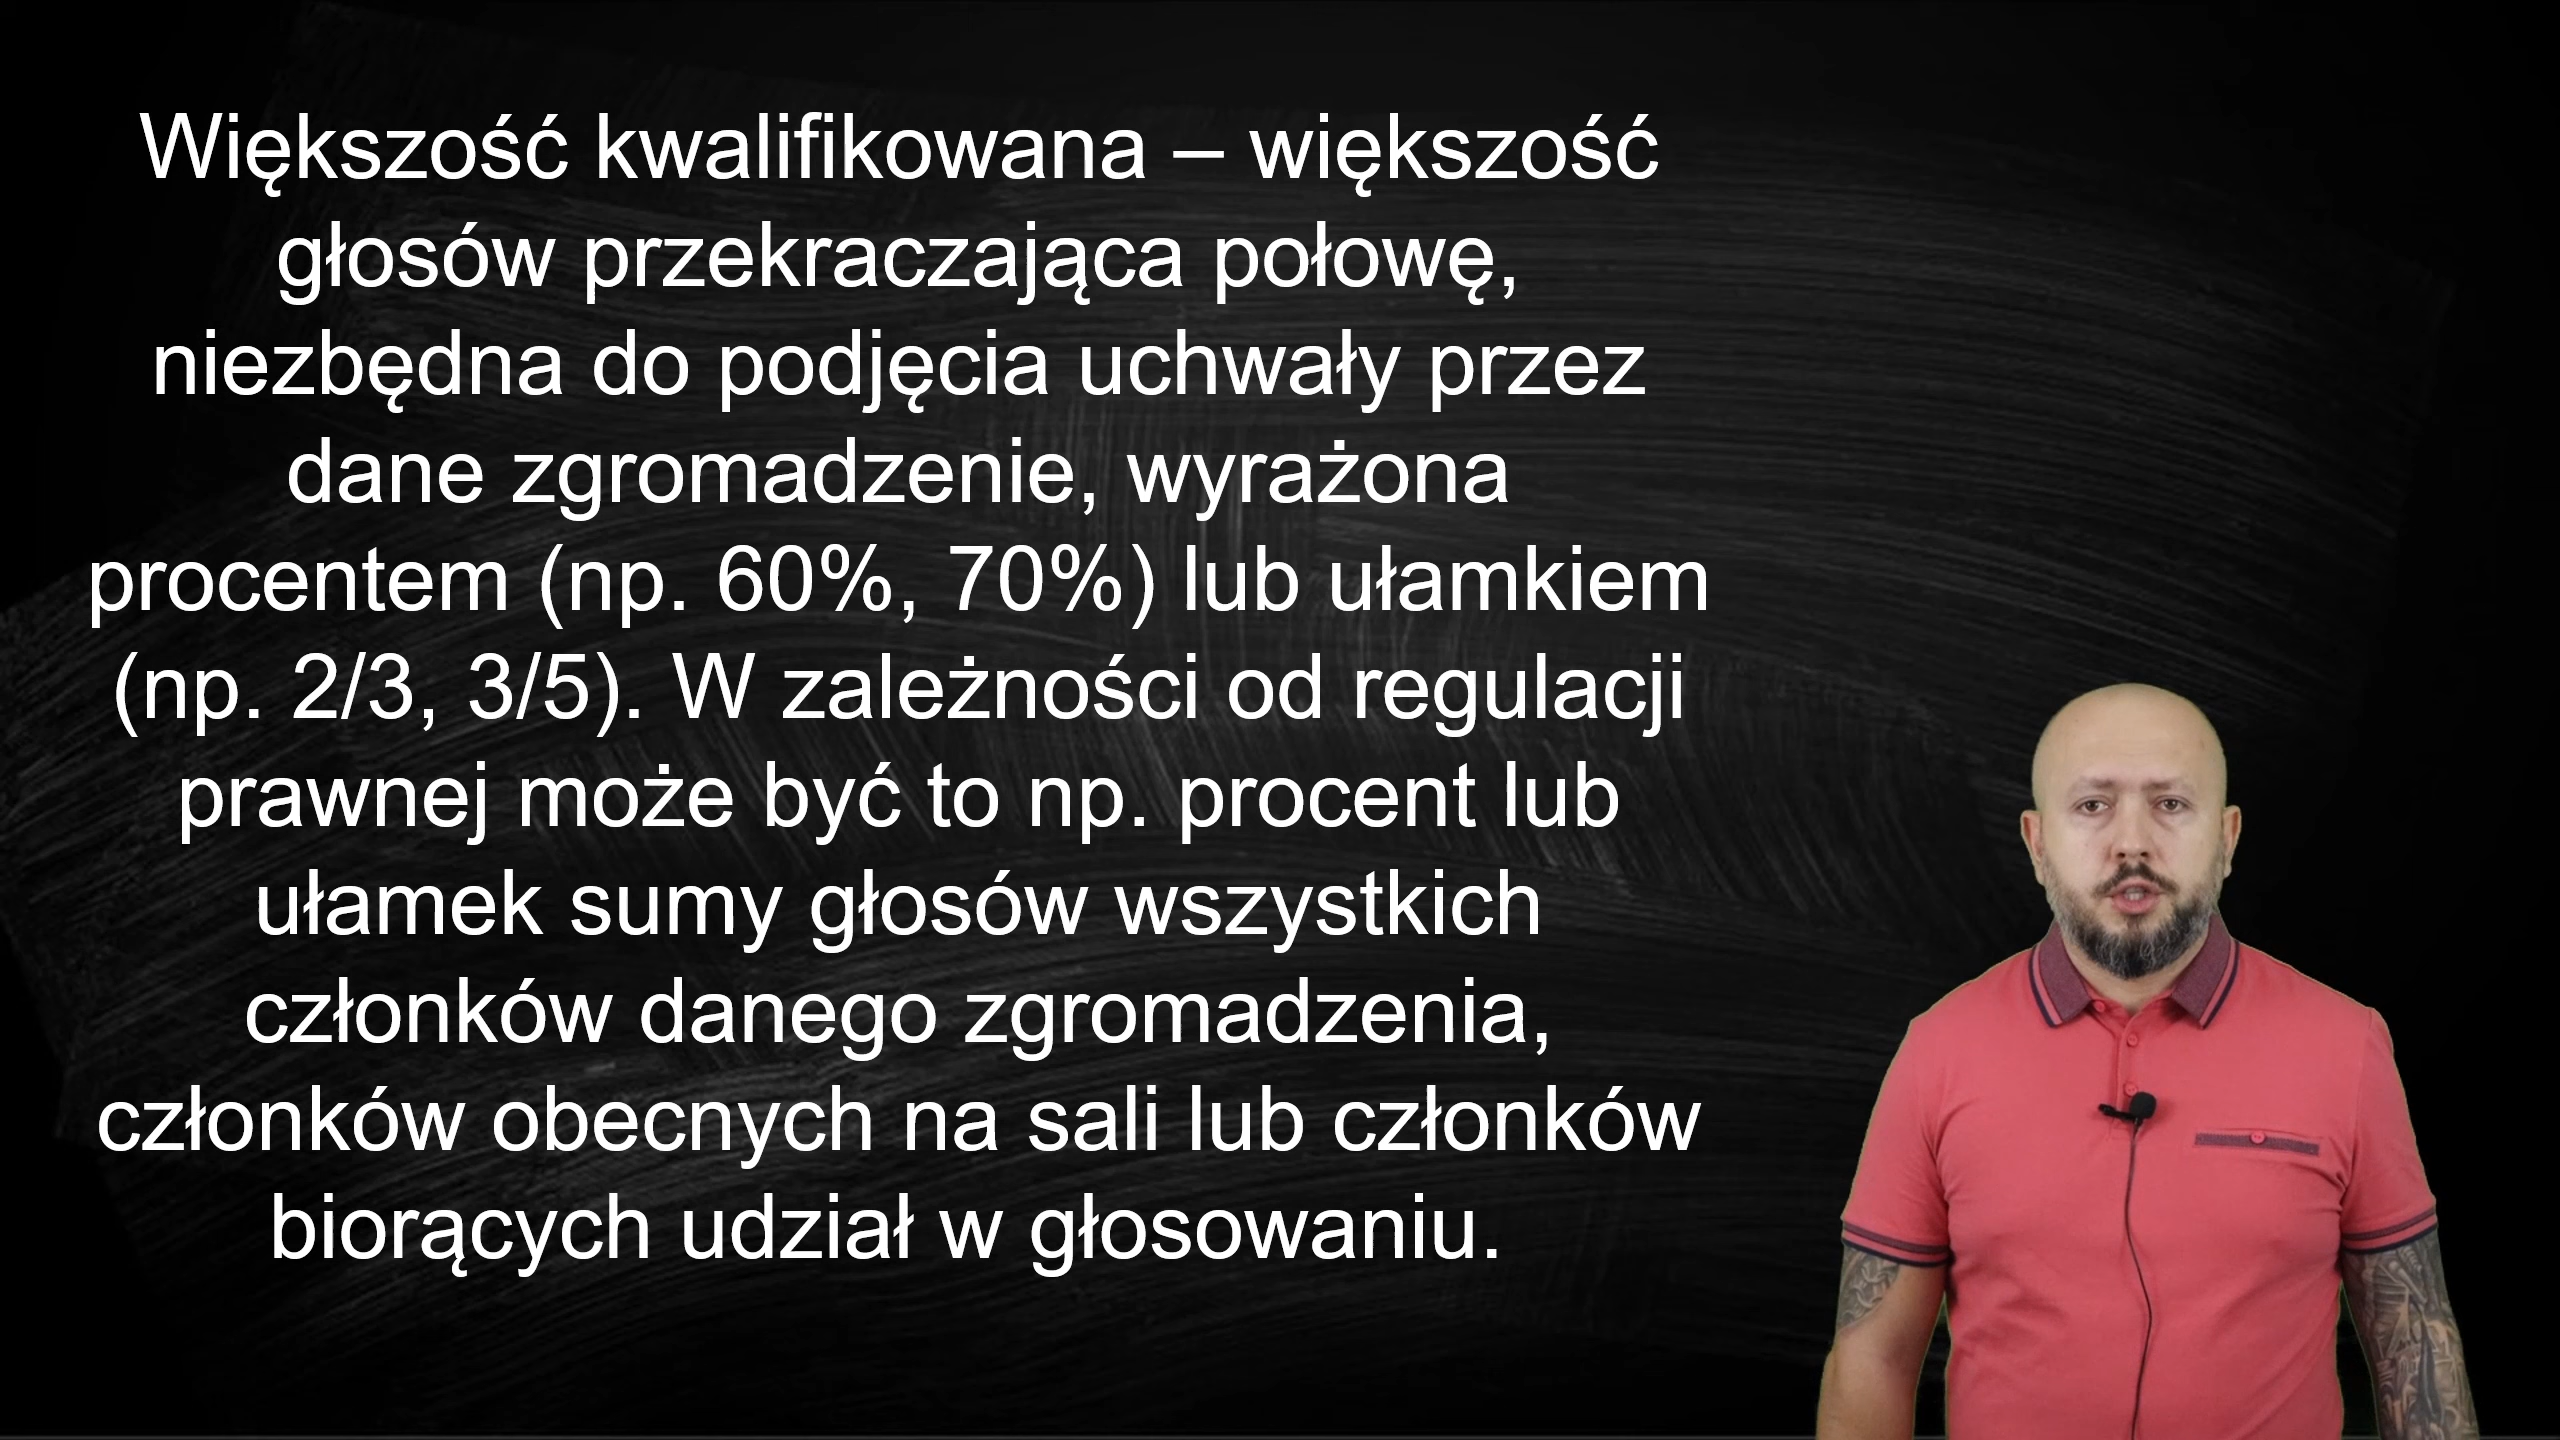 Większość kwalifikowana – większość
głosów przekraczająca połowę,
niezbędna do podjęcia uchwały przez
dane zgromadzenie, wyrażona
procentem (np. 60%, 70%) lub ułamkiem
(np. 2/3, 3/5). W zależności od regulacji
prawnej może być to np. procent lub
ułamek sumy głosów wszystkich
członków danego zgromadzenia,
członków obecnych na sali lub członków
biorących udział w głosowaniu.